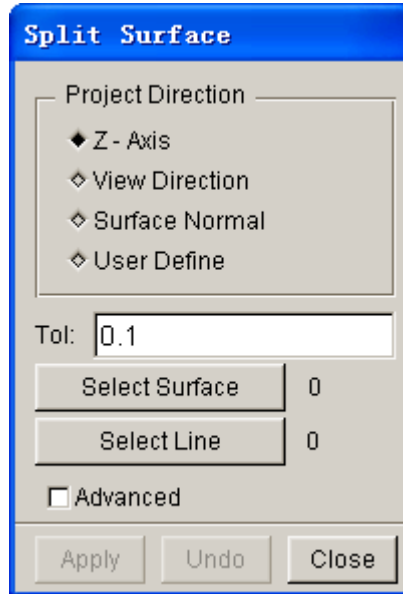 Split Surface
Project Direction
Z - Axis
View Direction
Surface Normal
User Define
Tol: 0.1
Select Surface 0
Select Line 0
Advanced
Apply Undo Close